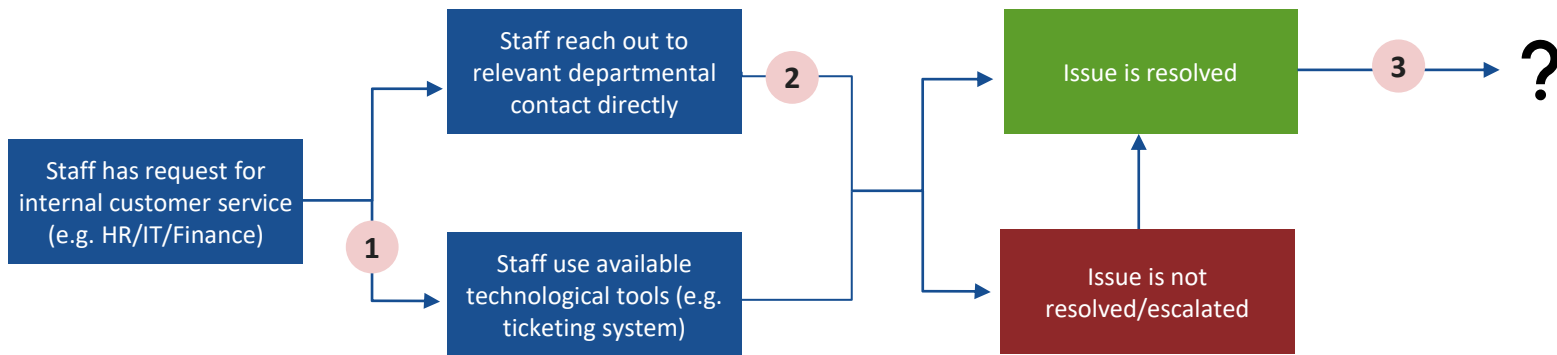 Staff has request for
internal customer service
(e.g. HR/IT/Finance)
1
Staff reach out to
relevant departmental
contact directly
2
Staff use available
technological tools (e.g.
ticketing system)
Issue is resolved
3
?
Issue is not
resolved/escalated